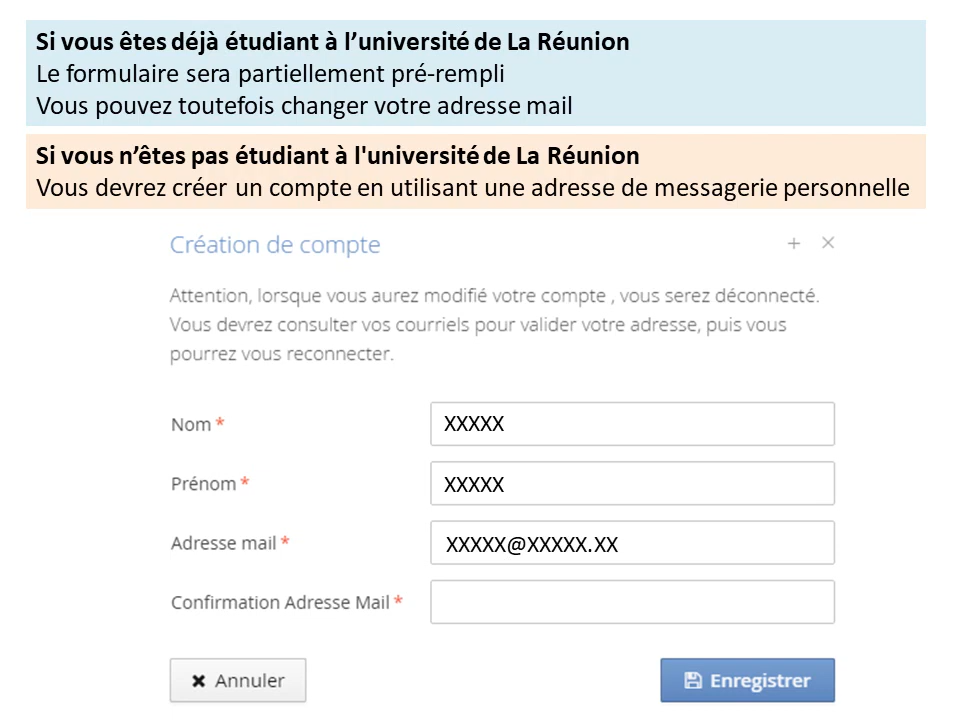 Si vous êtes déjà étudiant à l’université de La Réunion
Le formulaire sera partiellement pré-rempli
Vous pouvez toutefois changer votre adresse mail
Si vous n’êtes pas étudiant à l'université de La Réunion
Vous devrez créer un compte en utilisant une adresse de messagerie personnelle
Création de compte
Attention, lorsque vous aurez modifié votre compte , vous serez déconnecté.
Vous devrez consulter vos courriels pour valider votre adresse, puis vous
pourrez vous reconnecter.
Nom * XXXXX
Prénom * XXXXX
Adresse mail * XXXXX@XXXXX.XX
Confirmation Adresse Mail *
Annuler Enregistrer